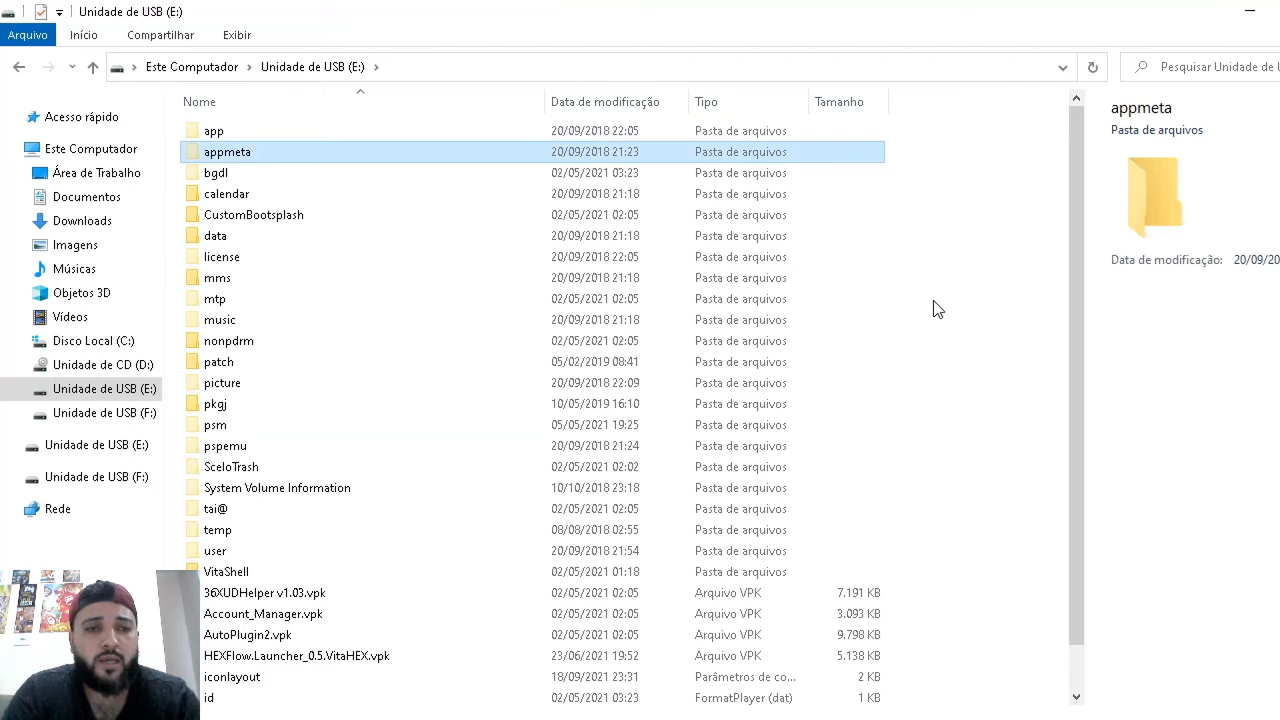 Unidade de USB (E:)
Arquivo Início Compartilhar Exibir
Este Computador Unidade de USB (E:) Pesquisar Unidade de U
Nome Data de modificação Tipo Tamanho
Acesso rápido
Este Computador
Área de Trabalho
Documentos
Downloads
Imagens
Músicas
Objetos 3D
Vídeos
Disco Local (C:)
Unidade de CD (D:)
Unidade de USB (E:)
Unidade de USB (F:)
Unidade de USB (E:)
Unidade de USB (F:)
Rede
app 20/09/2018 22:05 Pasta de arquivos
appmeta 20/09/2018 21:23 Pasta de arquivos
bgdl 02/05/2021 03:23 Pasta de arquivos
calendar 20/09/2018 21:18 Pasta de arquivos
CustomBootsplash 02/05/2021 02:05 Pasta de arquivos
data 20/09/2018 21:18 Pasta de arquivos
license 20/09/2018 22:05 Pasta de arquivos
mms 20/09/2018 21:18 Pasta de arquivos
mtp 02/05/2021 02:05 Pasta de arquivos
music 20/09/2018 21:18 Pasta de arquivos
nonpdrm 02/05/2021 02:05 Pasta de arquivos
patch 05/02/2019 08:41 Pasta de arquivos
picture 20/09/2018 22:09 Pasta de arquivos
pkgj 10/05/2019 16:10 Pasta de arquivos
psm 05/05/2021 19:25 Pasta de arquivos
pspemu 20/09/2018 21:24 Pasta de arquivos
SceIoTrash 02/05/2021 02:02 Pasta de arquivos
System Volume Information 10/10/2018 23:18 Pasta de arquivos
tai@ 02/05/2021 02:05 Pasta de arquivos
temp 08/08/2018 02:55 Pasta de arquivos
user 20/09/2018 21:54 Pasta de arquivos
VitaShell 02/05/2021 01:18 Pasta de arquivos
36XUDHelper v1.03.vpk 02/05/2021 02:05 Arquivo VPK 7.191 KB
Account_Manager.vpk 02/05/2021 02:05 Arquivo VPK 3.093 KB
AutoPlugin2.vpk 02/05/2021 02:05 Arquivo VPK 9.798 KB
HEXFlow.Launcher_0.5.VitaHEX.vpk 23/06/2021 19:52 Arquivo VPK 5.138 KB
iconlayout 18/09/2021 23:31 Parâmetros de co... 2 KB
id 02/05/2021 03:23 FormatPlayer (dat) 1 KB
appmeta
Pasta de arquivos
Data de modificação: 20/09/20